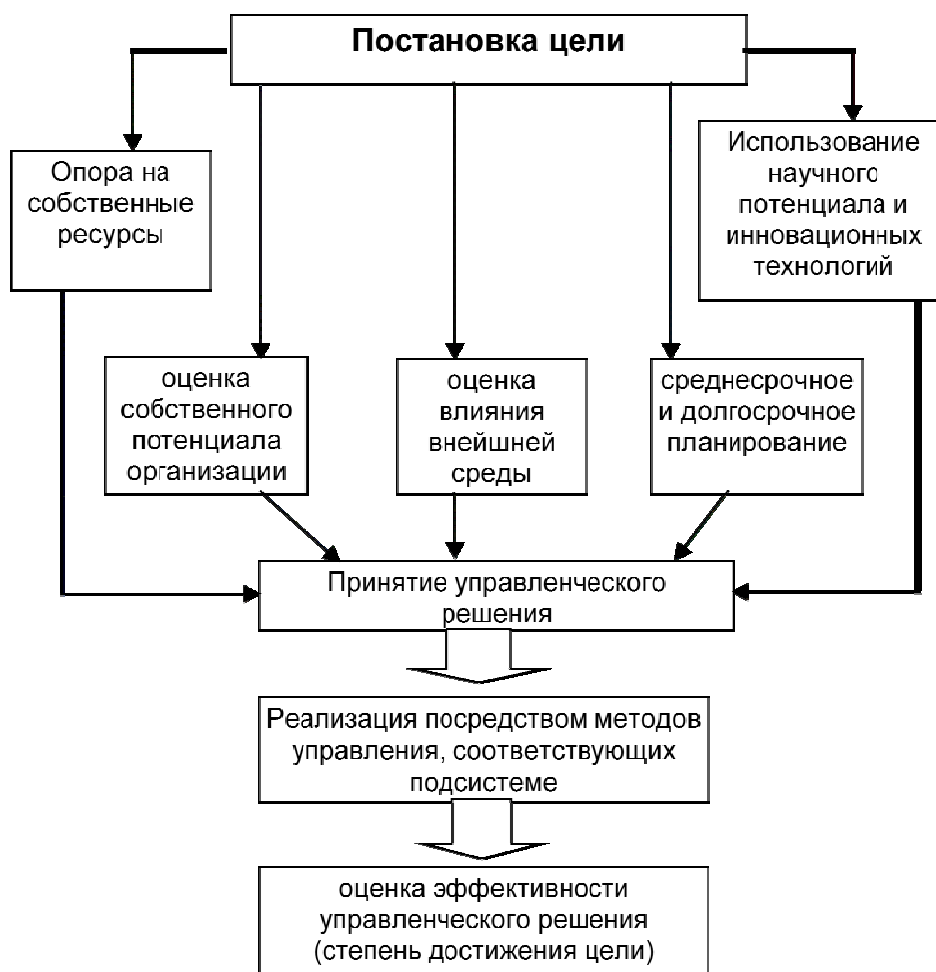 Постановка цели
Опора на
собственные
ресурсы
Использование
научного
потенциала и
инновационных
технологий
оценка
собственного
потенциала
организации
оценка
влияния
внейшней
среды
среднесрочное
и долгосрочное
планирование
Принятие управленческого
решения
Реализация посредством методов
управления, соответствующих
подсистеме
оценка эффективности
управленческого решения
(степень достижения цели)